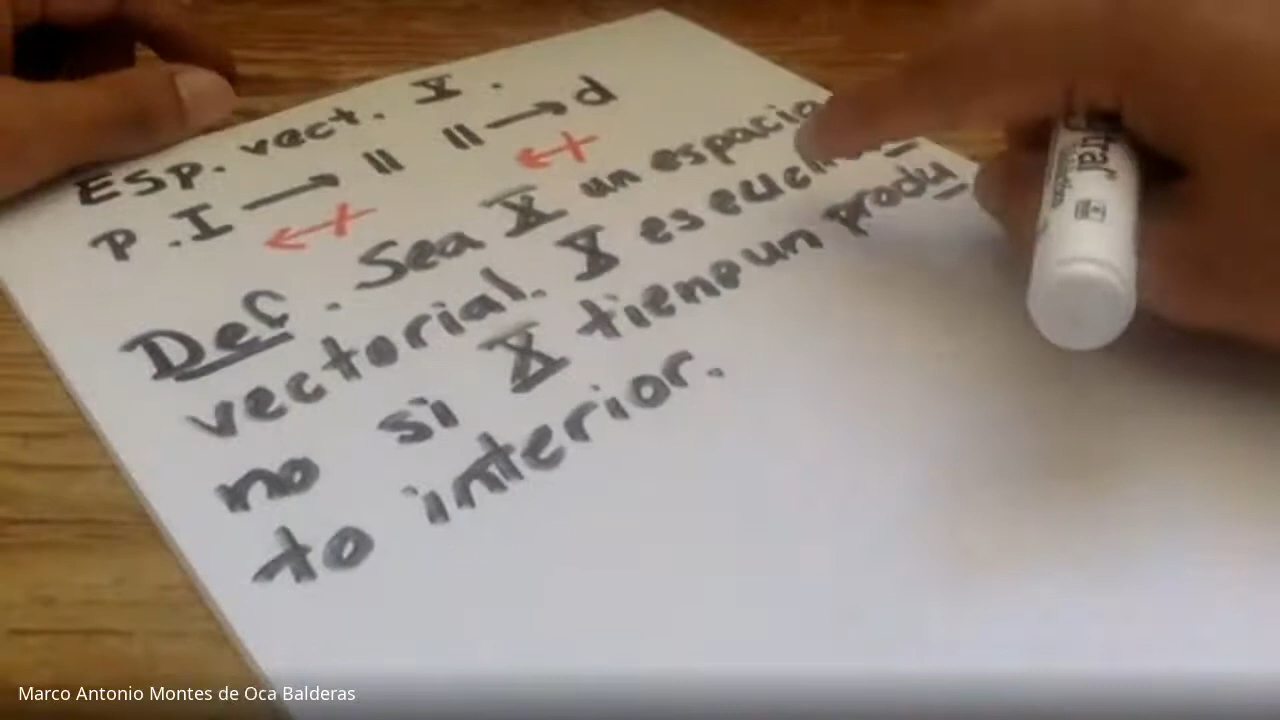 Esp. vect. X.
P.I → || || → d
Def. Sea X un espacio
vectorial. X es
no si X tiene un produ
to interior.
Marco Antonio Montes de Oca Balderas